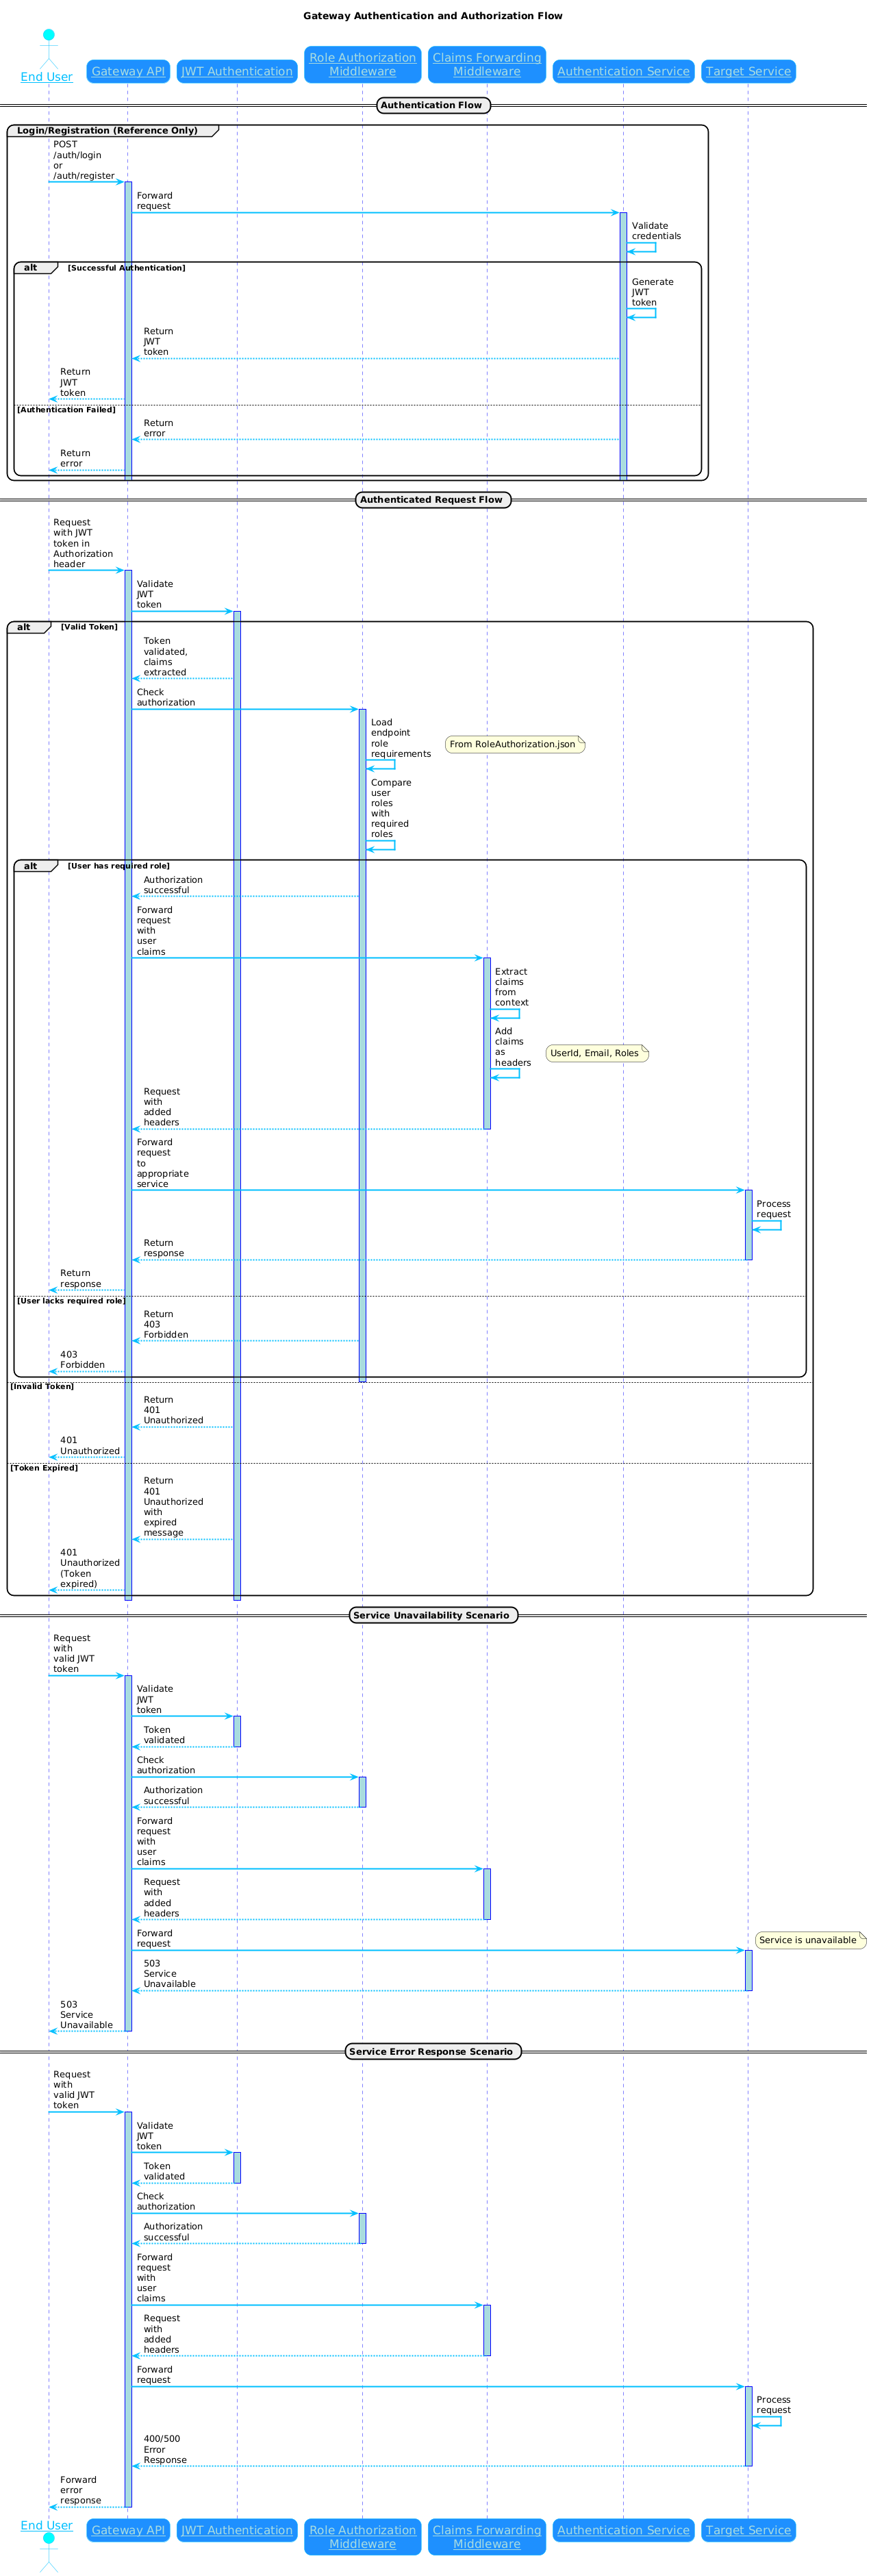 Gateway Authentication and Authorization Flow
End User
Gateway API
JWT Authentication
Role Authorization
Middleware
Claims Forwarding
Middleware
Authentication Service
Target Service
Authentication Flow
Login/Registration (Reference Only)
POST
/auth/login
or
/auth/register
Forward
request
Validate
credentials
alt
[Successful Authentication]
Generate
JWT
token
Return
JWT
token
Return
JWT
token
[Authentication Failed]
Return
error
Return
error
Authenticated Request Flow
Request
with JWT
token in
Authorization
header
Validate
JWT
token
alt
[Valid Token]
Token
validated,
claims
extracted
Check
authorization
Load
endpoint
role
requirements
From RoleAuthorization.json
Compare
user
roles
with
required
roles
alt
[User has required role]
Authorization
successful
Forward
request
with
user
claims
Extract
claims
from
context
Add
claims
as
headers
UserId, Email, Roles
Request
with
added
headers
Forward
request
to
appropriate
service
Process
request
Return
response
Return
response
[User lacks required role]
Return
403
Forbidden
403
Forbidden
[Invalid Token]
Return
401
Unauthorized
401
Unauthorized
[Token Expired]
Return
401
Unauthorized
with
expired
message
401
Unauthorized
(Token
expired)
Service Unavailability Scenario
Request
with
valid JWT
token
Validate
JWT
token
Token
validated
Check
authorization
Authorization
successful
Forward
request
with
user
claims
Request
with
added
headers
Forward
request
Service is unavailable
503
Service
Unavailable
503
Service
Unavailable
Service Error Response Scenario
Request
with
valid JWT
token
Validate
JWT
token
Token
validated
Check
authorization
Authorization
successful
Forward
request
with
user
claims
Request
with
added
headers
Forward
request
Process
request
400/500
Error
Response
Forward
error
response
End User
Gateway API
JWT Authentication
Role Authorization
Middleware
Claims Forwarding
Middleware
Authentication Service
Target Service